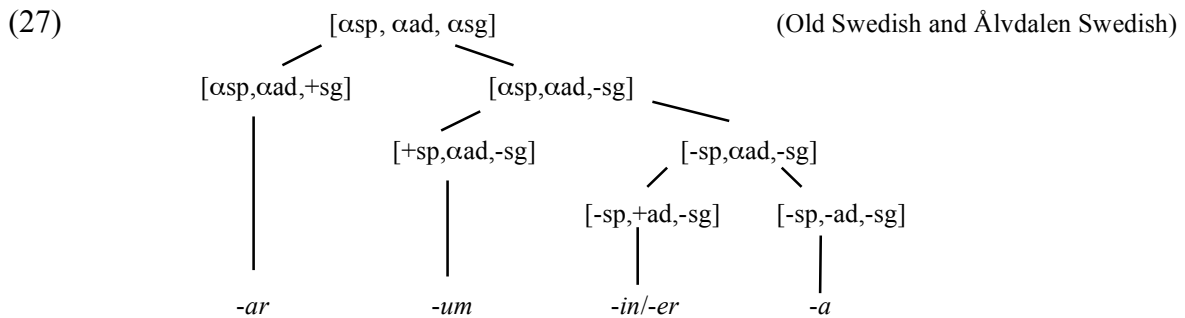 (27) [αsp, αad, αsg] (Old Swedish and Ålvdalen Swedish)
[αsp,αad,+sg] [αsp,αad,-sg]
[+sp,αad,-sg] [-sp,αad,-sg]
[-sp,+ad,-sg] [-sp,-ad,-sg]
-ar -um -in/-er -a